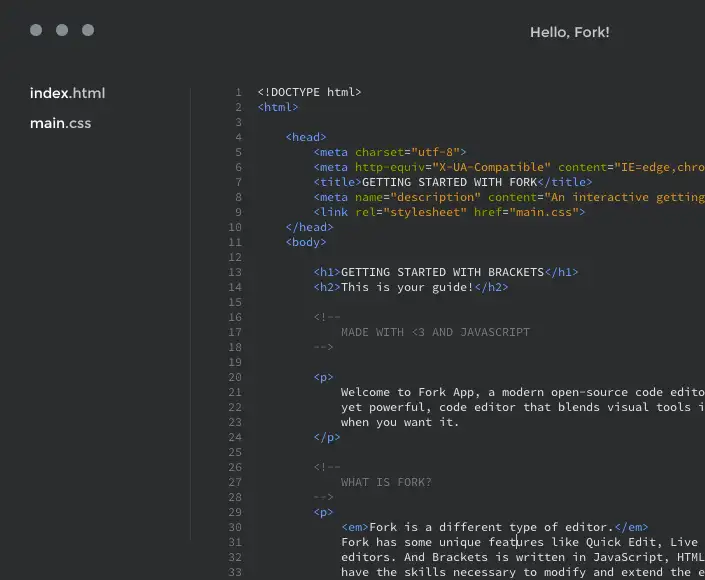 Hello, Fork!
index.html
main.css
1 <!DOCTYPE html>
2 <html>
3
4 <head>
5 <meta charset="utf-8">
6 <meta http-equiv="X-UA-Compatible" content="IE=edge,chro
7 <title>GETTING STARTED WITH FORK</title>
8 <meta name="description" content="An interactive getting
9 <link rel="stylesheet" href="main.css">
10 </head>
11 <body>
12
13 <h1>GETTING STARTED WITH BRACKETS</h1>
14 <h2>This is your guide!</h2>
15
16 <!--
17 MADE WITH <3 AND JAVASCRIPT
18 -->
19
20 <p>
21 Welcome to Fork App, a modern open-source code edito
22 yet powerful, code editor that blends visual tools i
23 when you want it.
24 </p>
25
26 <!--
27 WHAT IS FORK?
28 -->
29 <p>
30 <em>Fork is a different type of editor.</em>
31 Fork has some unique features like Quick Edit, Live
32 editors. And Brackets is written in JavaScript, HTML
33 have the skills necessary to modify and extend the e